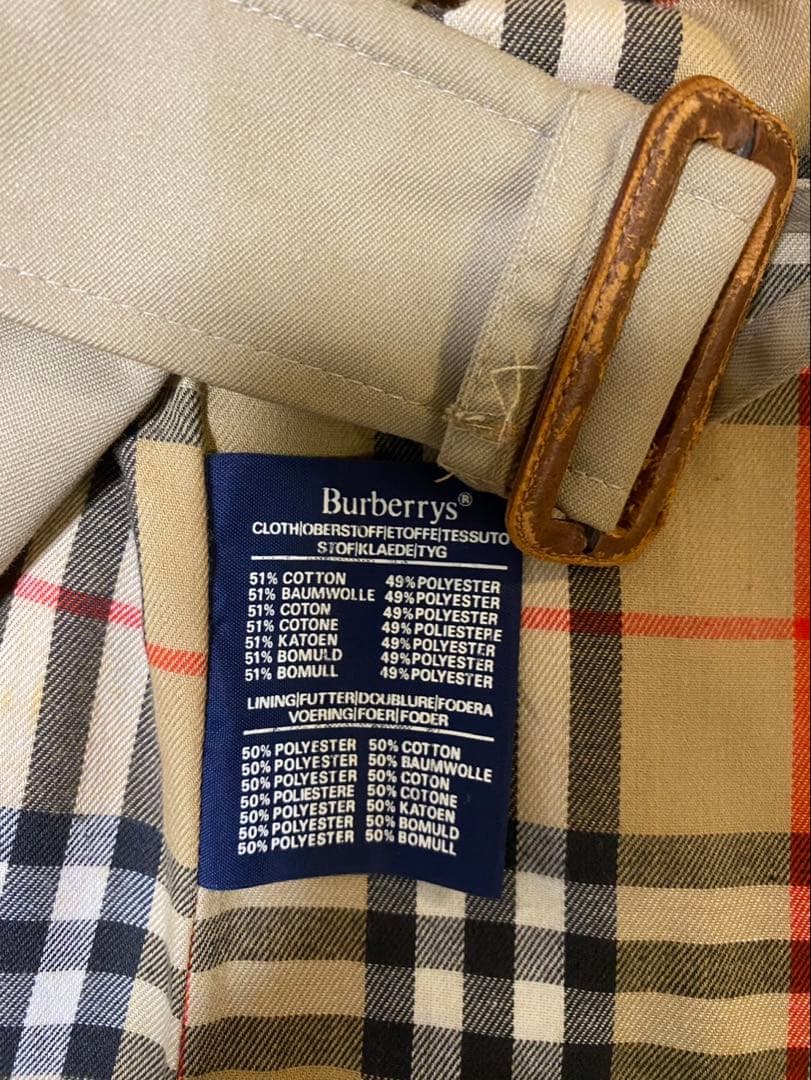 Burberrys®
CLOTH|OBERSTOFF|ETOFFE|TESSUTO
STOF|KLAEDE|TYG
51% COTTON 49% POLYESTER
51% BAUMWOLLE 49% POLYESTER
51% COTON 49% POLYESTER
51% COTONE 49% POLIESTERE
51% KATOEN 49% POLYESTER
51% BOMULD 49% POLYESTER
51% BOMULL 49% POLYESTER
LINING|FUTTER|DOUBLURE|FODERA
VOERING|FOER|FODER
50% POLYESTER 50% COTTON
50% POLYESTER 50% BAUMWOLLE
50% POLYESTER 50% COTON
50% POLIESTERE 50% COTONE
50% POLYESTER 50% KATOEN
50% POLYESTER 50% BOMULD
50% POLYESTER 50% BOMULL